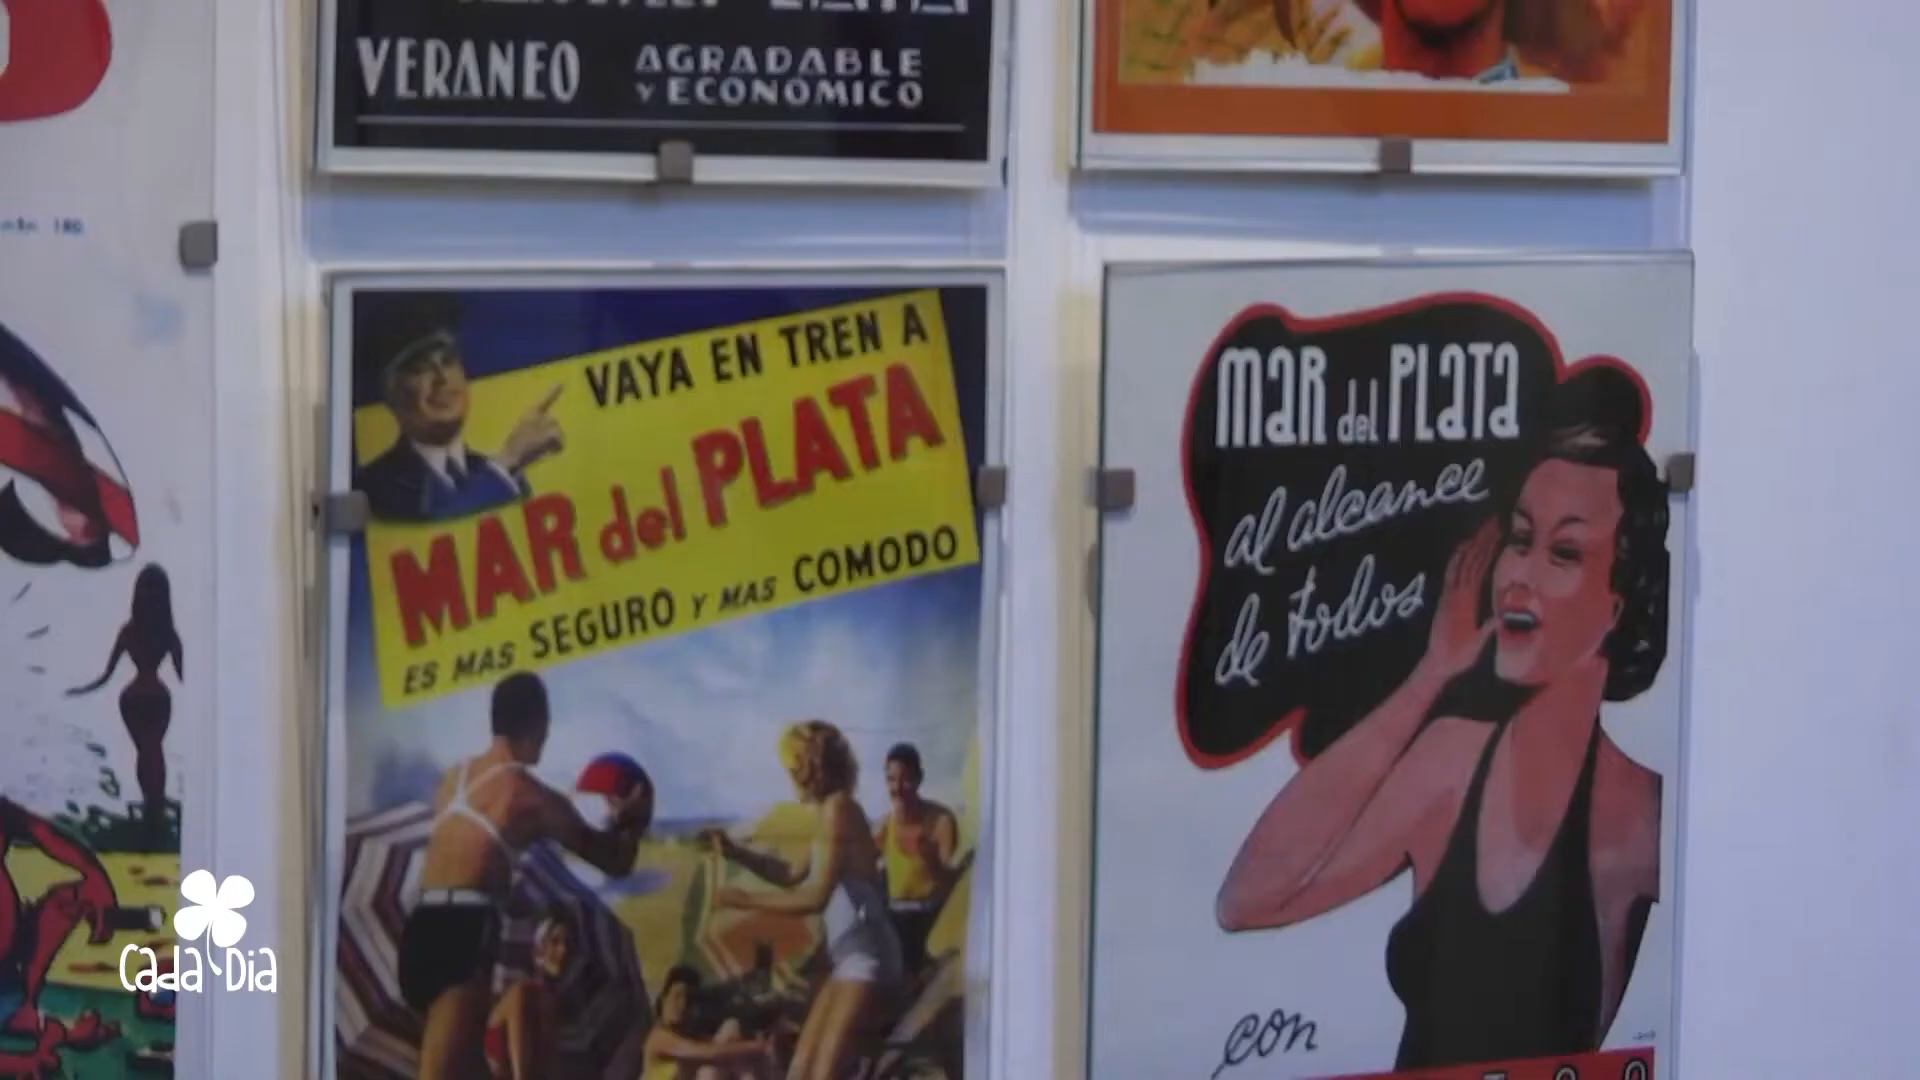 VERANEO AGRADABLE
Y ECONOMICO
VAYA EN TREN A
MAR del PLATA
ES MAS SEGURO Y MAS COMODO
MAR del PLATA
al alcance
de todos
con
Cada Dia